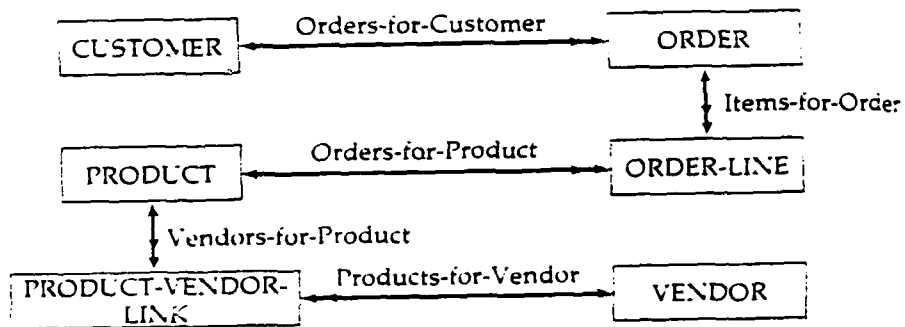 Orders-for-Customer
CUSTOMER
ORDER
Items-for-Order
Orders-for-Product
PRODUCT
ORDER-LINE
Vendors-for-Product
Products-for-Vendor
PRODUCT-VENDOR-
LINK
VENDOR